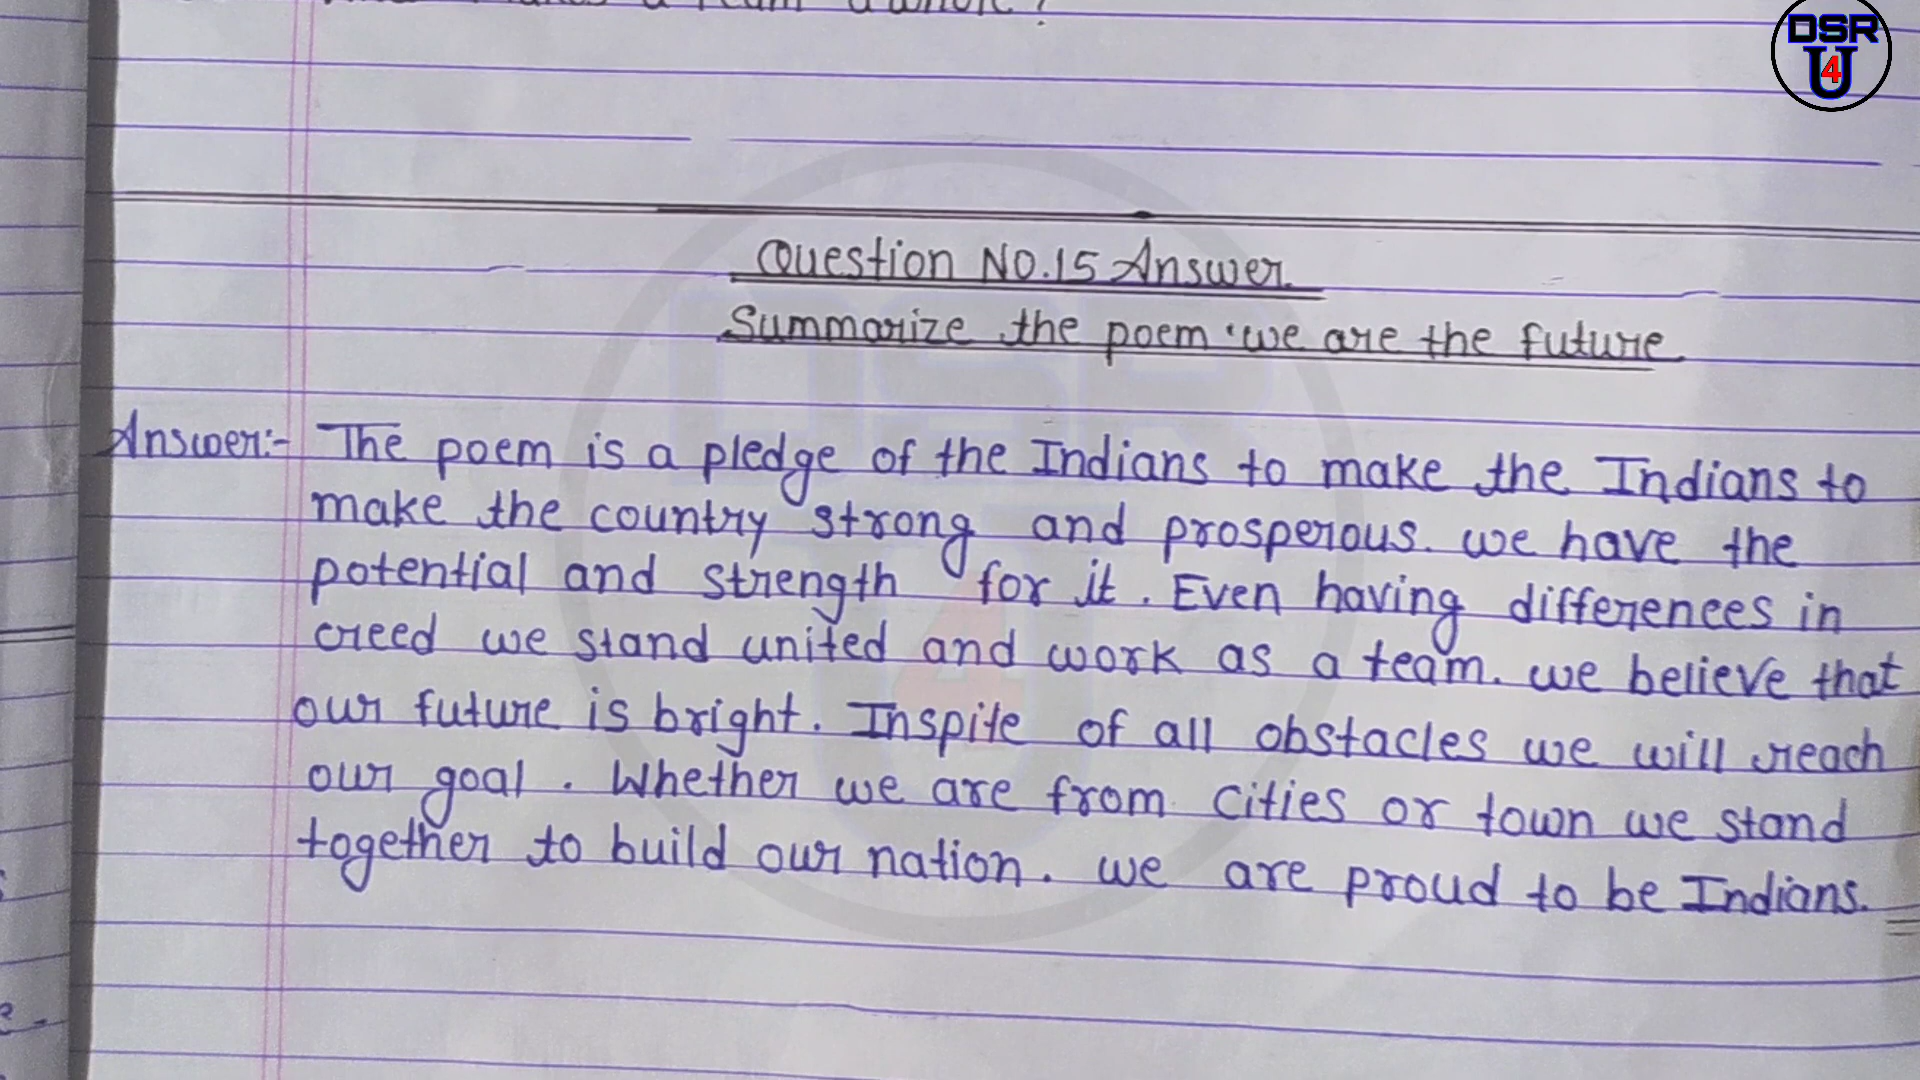 a team a whole?
DSR
U
4
Question No.15 Answer
Summarize the poem 'we are the future
Answer:- The poem is a pledge of the Indians to make the Indians to
make the country strong and prosperous. we have the
potential and strength for it. Even having differences in
creed we stand united and work as a team. we believe that
our future is bright. Inspite of all obstacles we will reach
our goal. Whether we are from cities or town we stand
together to build our nation. we are proud to be Indians.